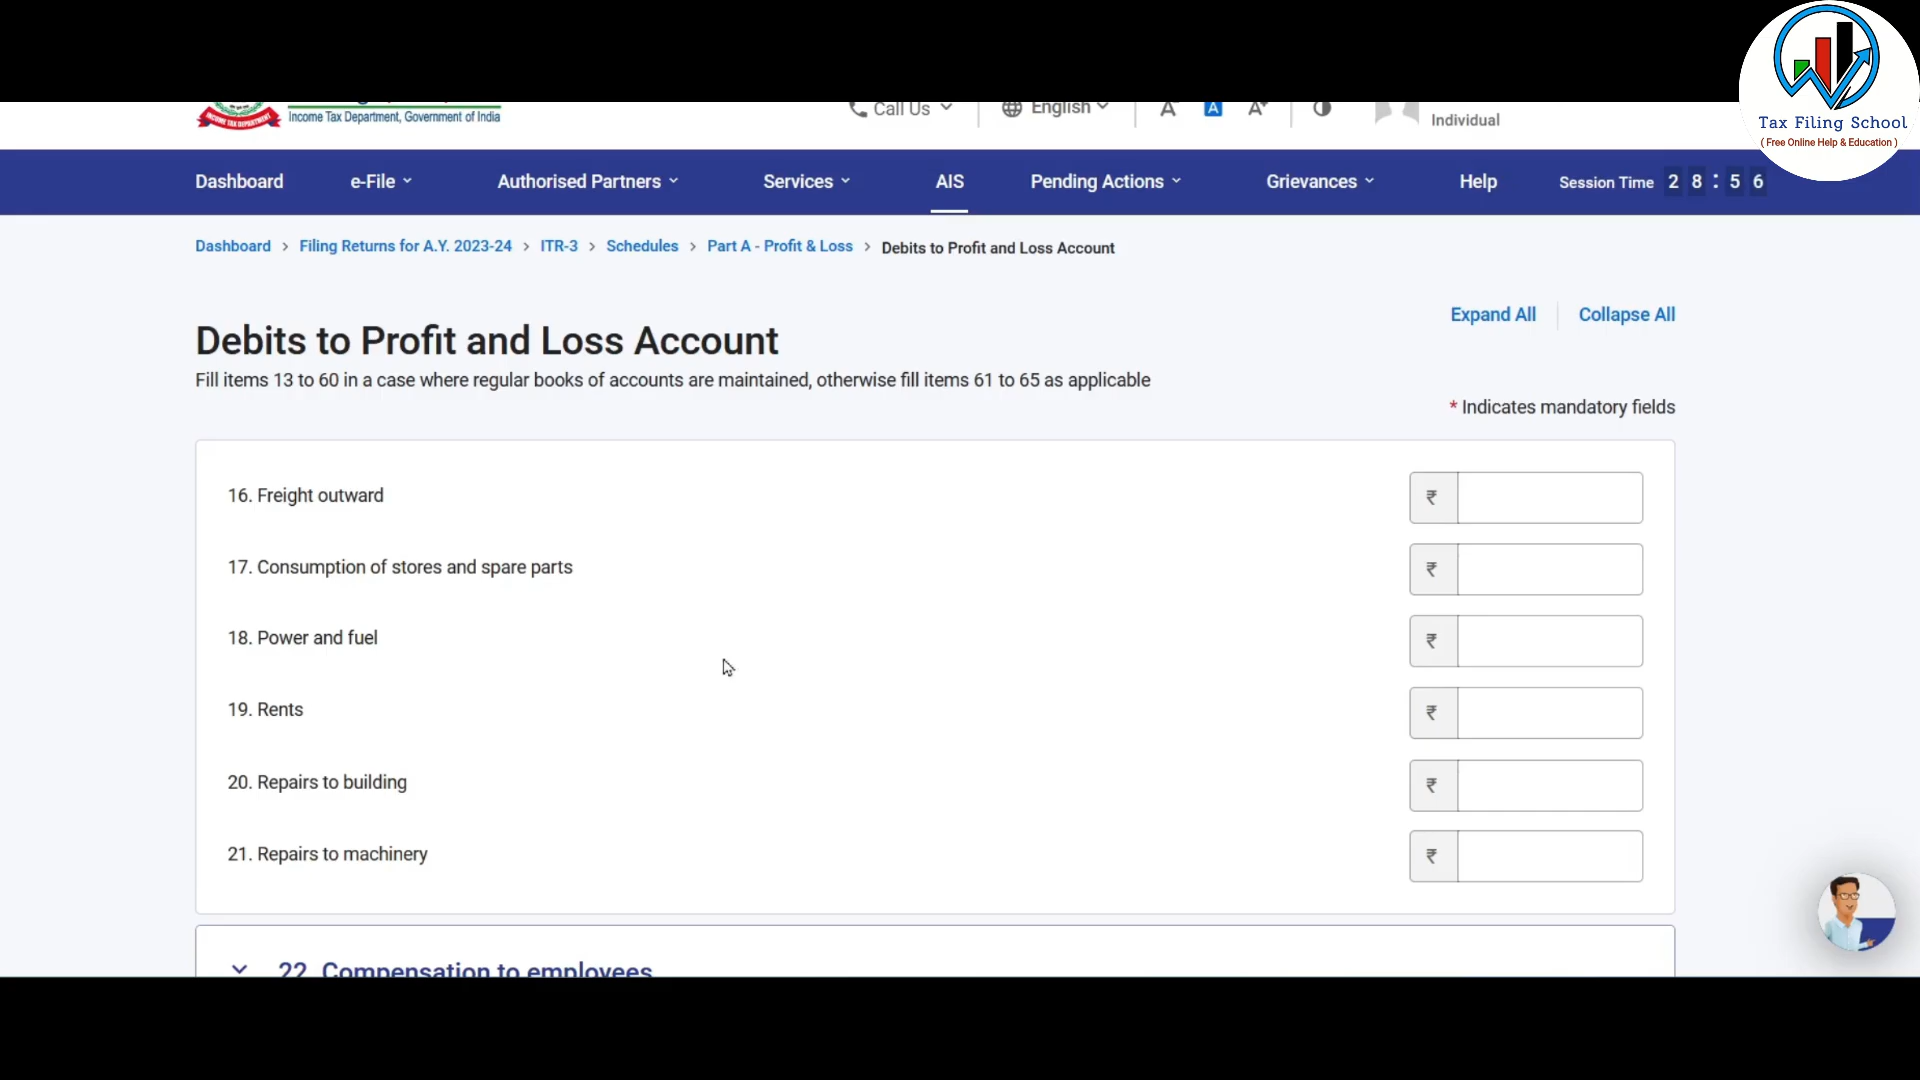 Tax Filing School
( Free Online Help & Education )
INCOME TAX DEPARTMENT
Income Tax Department, Government of India
Call Us
English
A
A
A+
Individual
Dashboard
e-File
Authorised Partners
Services
AIS
Pending Actions
Grievances
Help
Session Time 2 8 : 5 6
Dashboard > Filing Returns for A.Y. 2023-24 > ITR-3 > Schedules > Part A - Profit & Loss > Debits to Profit and Loss Account
Expand All
Collapse All
Debits to Profit and Loss Account
Fill items 13 to 60 in a case where regular books of accounts are maintained, otherwise fill items 61 to 65 as applicable
* Indicates mandatory fields
16. Freight outward
₹
17. Consumption of stores and spare parts
₹
18. Power and fuel
₹
19. Rents
₹
20. Repairs to building
₹
21. Repairs to machinery
₹
22. Compensation to employees